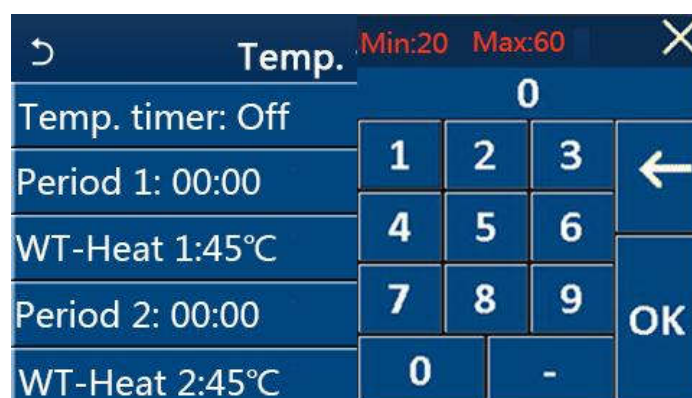 Temp.
Temp. timer: Off
Period 1: 00:00
WT-Heat 1:45℃
Period 2: 00:00
WT-Heat 2:45℃
Min:20 Max:60
0
1 2 3
4 5 6
7 8 9
OK
0 -